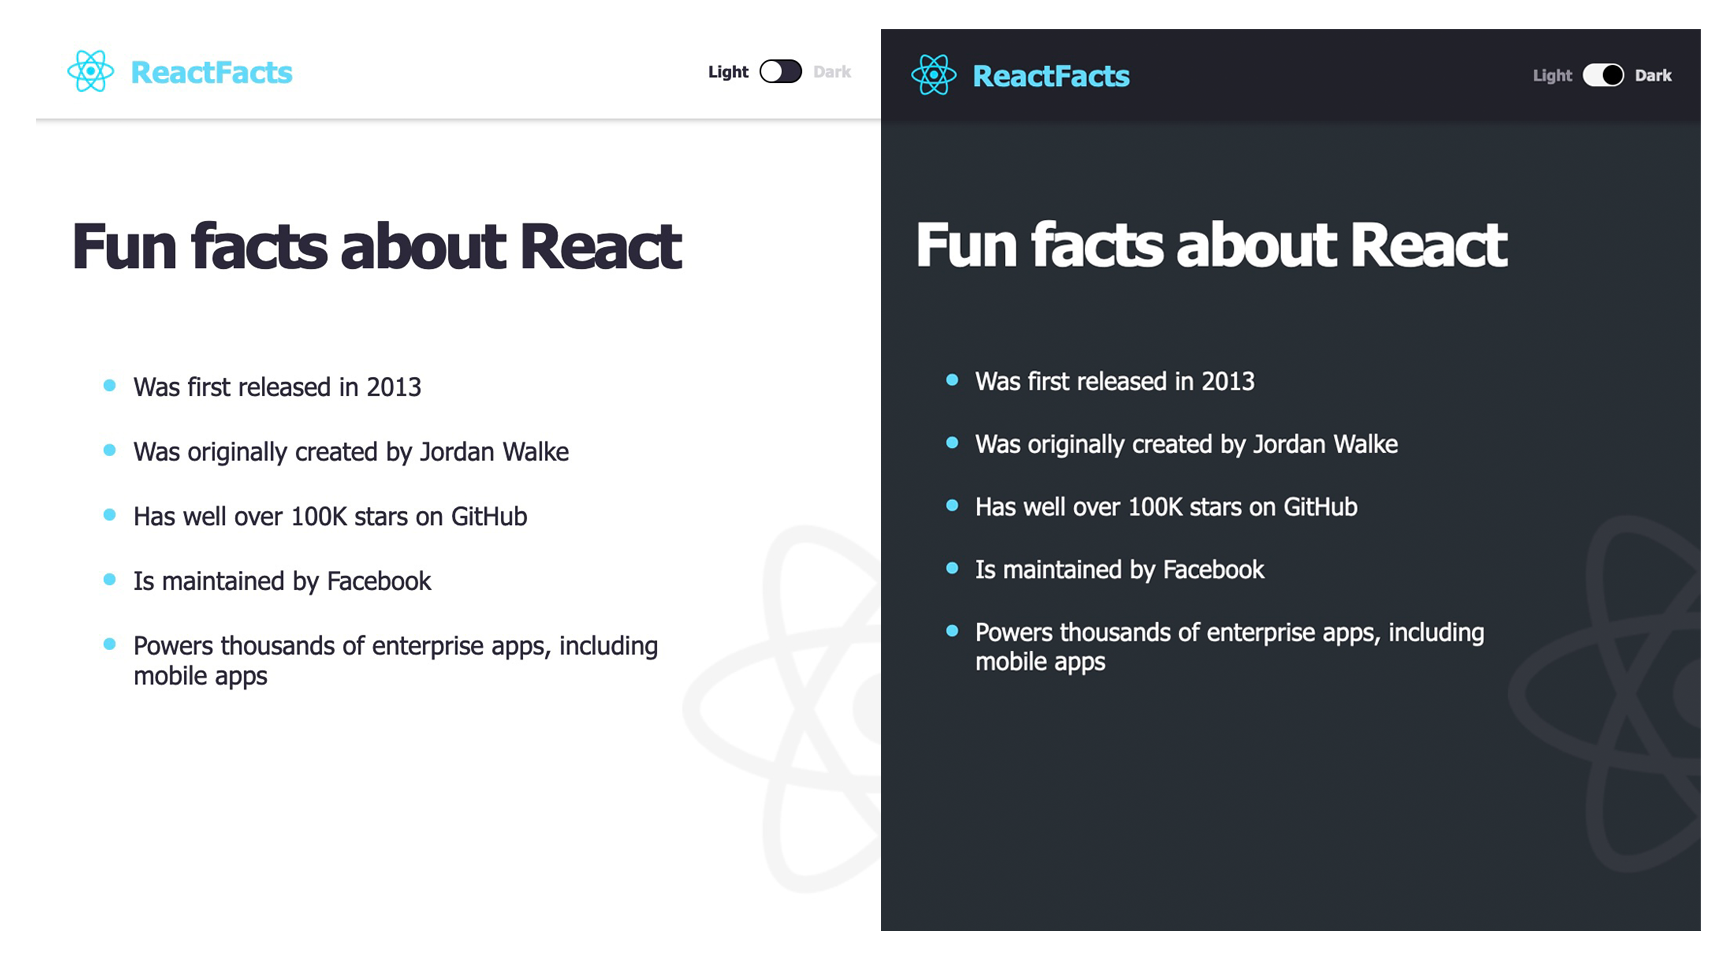 ReactFacts
Light Dark
Fun facts about React
Was first released in 2013
Was originally created by Jordan Walke
Has well over 100K stars on GitHub
Is maintained by Facebook
Powers thousands of enterprise apps, including
mobile apps
ReactFacts
Light Dark
Fun facts about React
Was first released in 2013
Was originally created by Jordan Walke
Has well over 100K stars on GitHub
Is maintained by Facebook
Powers thousands of enterprise apps, including
mobile apps